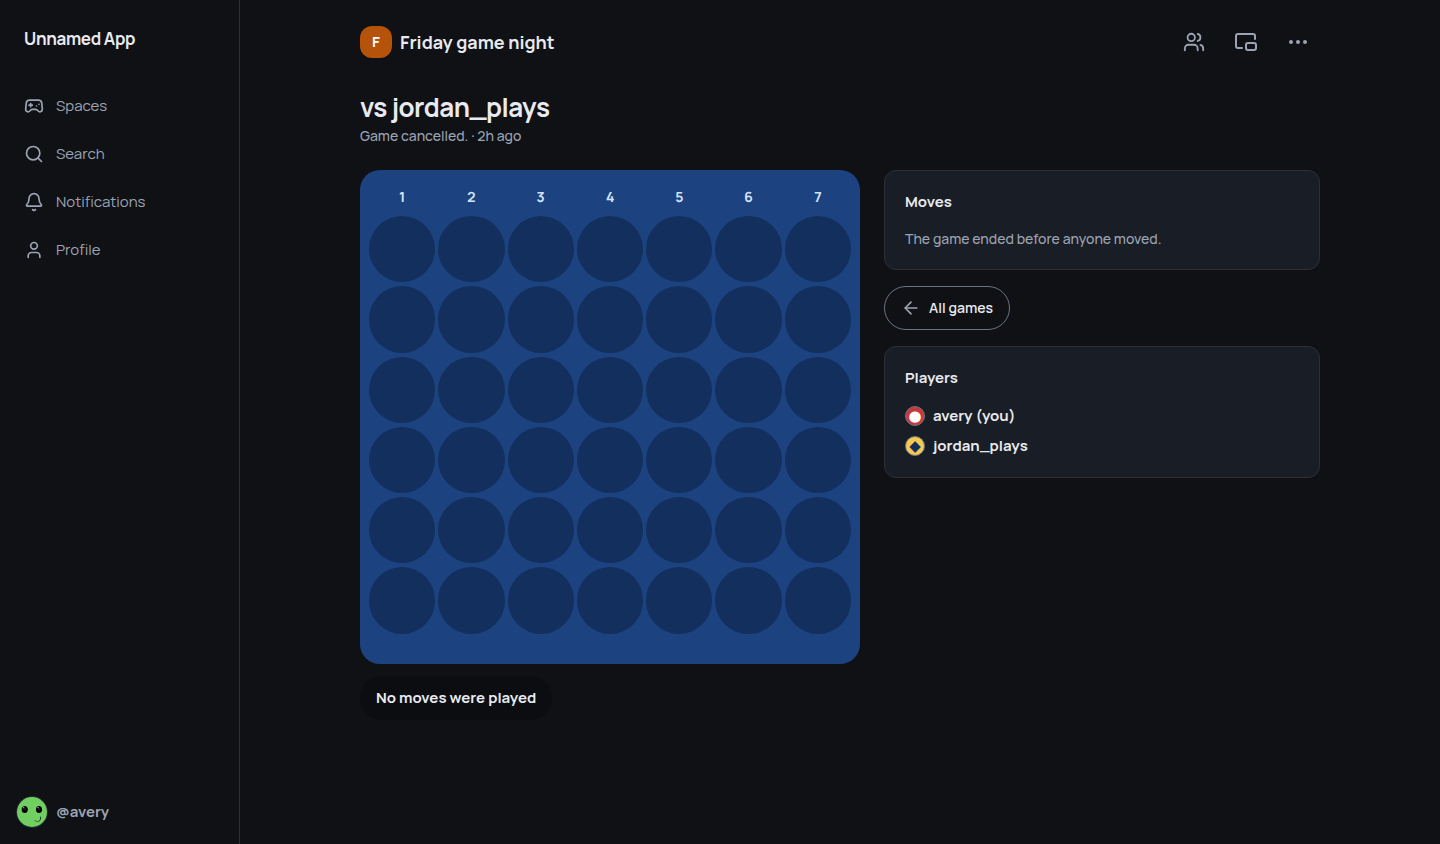 Unnamed App
Spaces
Search
Notifications
Profile
@avery
F Friday game night
vs jordan_plays
Game cancelled. · 2h ago
1 2 3 4 5 6 7
No moves were played
Moves
The game ended before anyone moved.
All games
Players
avery (you)
jordan_plays